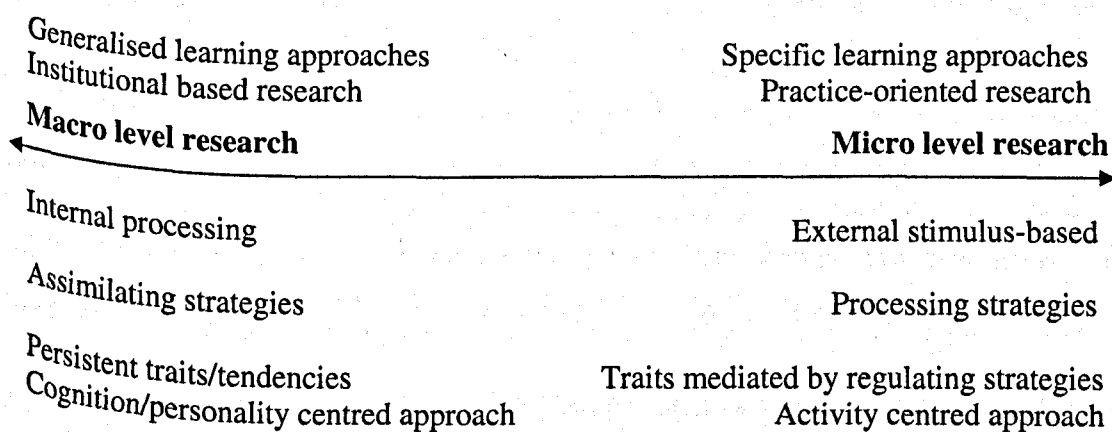 Generalised learning approaches
Institutional based research
Macro level research
Specific learning approaches
Practice-oriented research
Micro level research
Internal processing
External stimulus-based
Assimilating strategies
Processing strategies
Persistent traits/tendencies
Cognition/personality centred approach
Traits mediated by regulating strategies
Activity centred approach